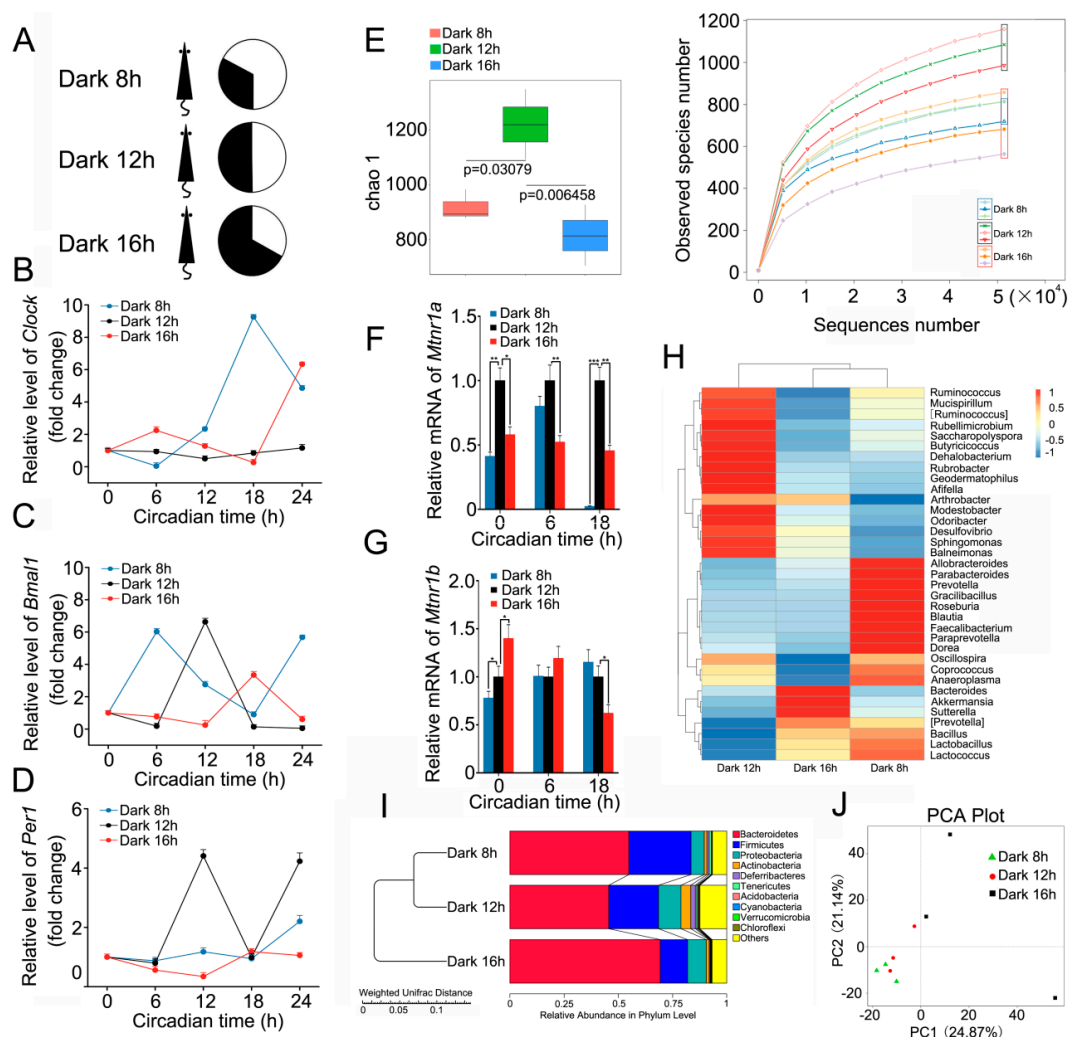 A
Dark 8h
Dark 12h
Dark 16h
B
Dark 8h
Dark 12h
Dark 16h
Relative level of Clock
(fold change)
10
8
6
4
2
0
0 6 12 18 24
Circadian time (h)
C
Dark 8h
Dark 12h
Dark 16h
Relative level of Bmal1
(fold change)
10
8
6
4
2
0
0 6 12 18 24
Circadian time (h)
D
Dark 8h
Dark 12h
Dark 16h
Relative level of Per1
(fold change)
6
4
2
0
0 6 12 18 24
Circadian time (h)
E
Dark 8h
Dark 12h
Dark 16h
chao 1
1200
1000
800
p=0.03079
p=0.006458
Observed species number
1200
1000
800
600
400
200
0
Dark 8h
Dark 12h
Dark 16h
0 1 2 3 4 5 (×10⁴)
Sequences number
F
Dark 8h
Dark 12h
Dark 16h
Relative mRNA of Mtnr1a
1.5
1.0
0.5
0
** * ** *** **
0 6 18
Circadian time (h)
G
Dark 8h
Dark 12h
Dark 16h
Relative mRNA of Mtnr1b
2.0
1.5
1.0
0.5
0
* * *
0 6 18
Circadian time (h)
H
Ruminococcus
Mucispirillum
[Ruminococcus]
Rubellimicrobium
Saccharopolyspora
Butyricicoccus
Dehalobacterium
Rubrobacter
Geodermatophilus
Afifella
Arthrobacter
Modestobacter
Odoribacter
Desulfovibrio
Sphingomonas
Balneimonas
Allobracteroides
Parabacteroides
Prevotella
Gracilibacillus
Roseburia
Blautia
Faecalibacterium
Paraprevotella
Dorea
Oscillospira
Coprococcus
Anaeroplasma
Bacteroides
Akkermansia
Sutterella
[Prevotella]
Bacillus
Lactobacillus
Lactococcus
1
0.5
0
-0.5
-1
Dark 12h Dark 16h Dark 8h
I
Dark 8h
Dark 12h
Dark 16h
Weighted Unifrac Distance
0 0.05 0.1
0 0.25 0.5 0.75 1
Relative Abundance in Phylum Level
Bacteroidetes
Firmicutes
Proteobacteria
Actinobacteria
Deferribacteres
Tenericutes
Acidobacteria
Cyanobacteria
Verrucomicrobia
Chloroflexi
Others
J
PCA Plot
Dark 8h
Dark 12h
Dark 16h
PC2 (21.14%)
40
20
0
-20
-20 0 20 40 60
PC1 (24.87%)